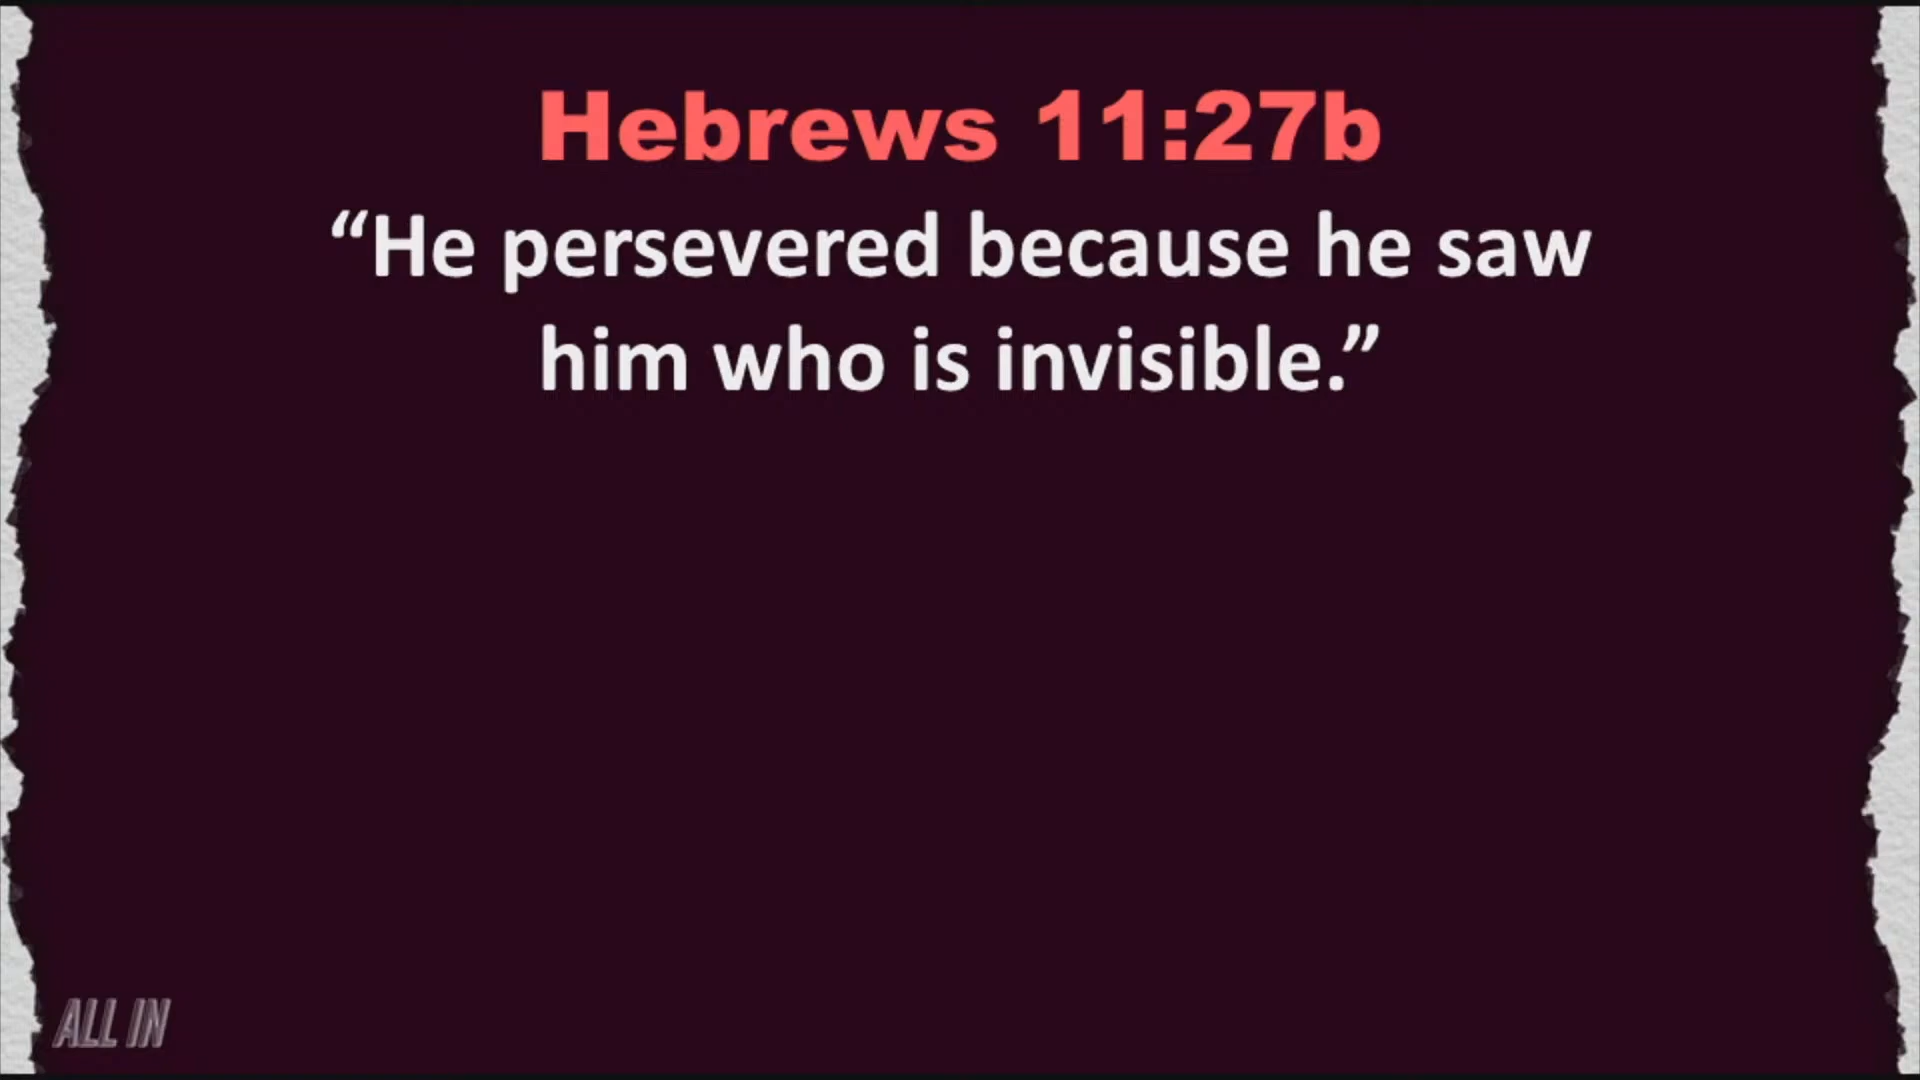 Hebrews 11:27b
“He persevered because he saw
him who is invisible.”
ALL IN